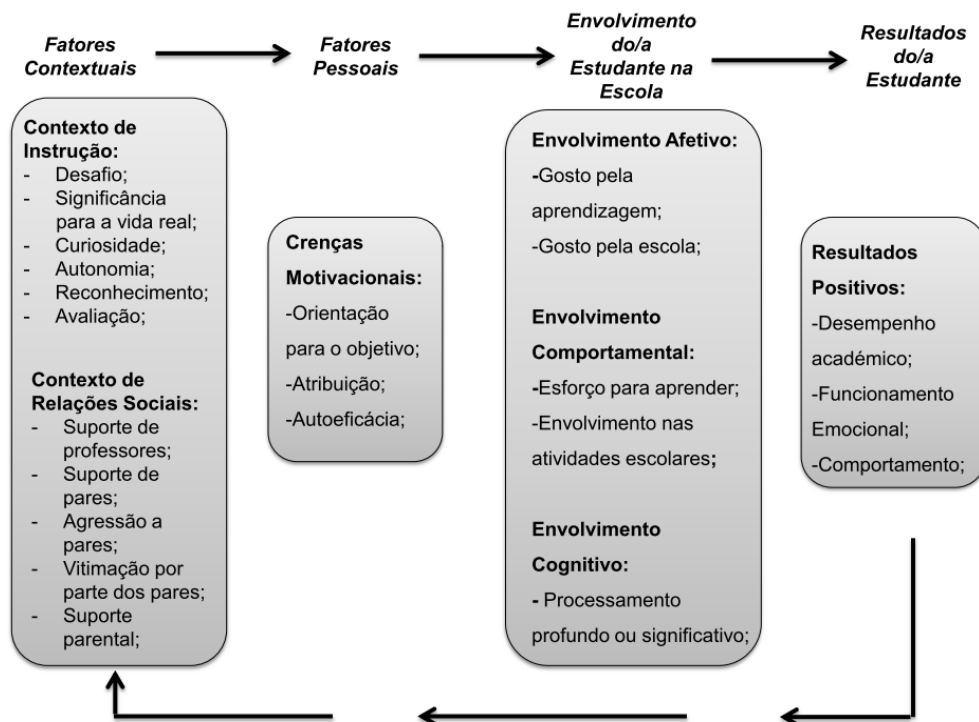 Fatores
Contextuais
Fatores
Pessoais
Envolvimento
do/a
Estudante na
Escola
Resultados
do/a
Estudante
Contexto de
Instrução:
- Desafio;
- Significância
para a vida real;
- Curiosidade;
- Autonomia;
- Reconhecimento;
- Avaliação;
Contexto de
Relações Sociais:
- Suporte de
professores;
- Suporte de
pares;
- Agressão a
pares;
- Vitimação por
parte dos pares;
- Suporte
parental;
Crenças
Motivacionais:
-Orientação
para o objetivo;
-Atribuição;
-Autoeficácia;
Envolvimento Afetivo:
-Gosto pela
aprendizagem;
-Gosto pela escola;
Envolvimento
Comportamental:
-Esforço para aprender;
-Envolvimento nas
atividades escolares;
Envolvimento
Cognitivo:
- Processamento
profundo ou significativo;
Resultados
Positivos:
-Desempenho
académico;
-Funcionamento
Emocional;
-Comportamento;